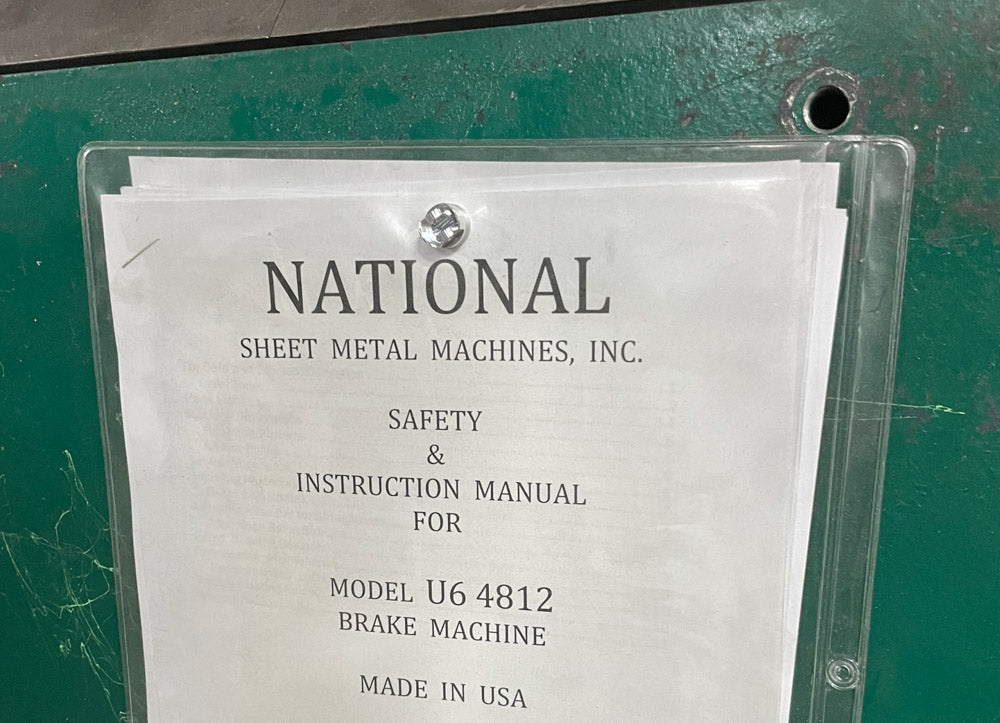 NATIONAL
SHEET METAL MACHINES, INC.
SAFETY
&
INSTRUCTION MANUAL
FOR
MODEL U6 4812
BRAKE MACHINE
MADE IN USA